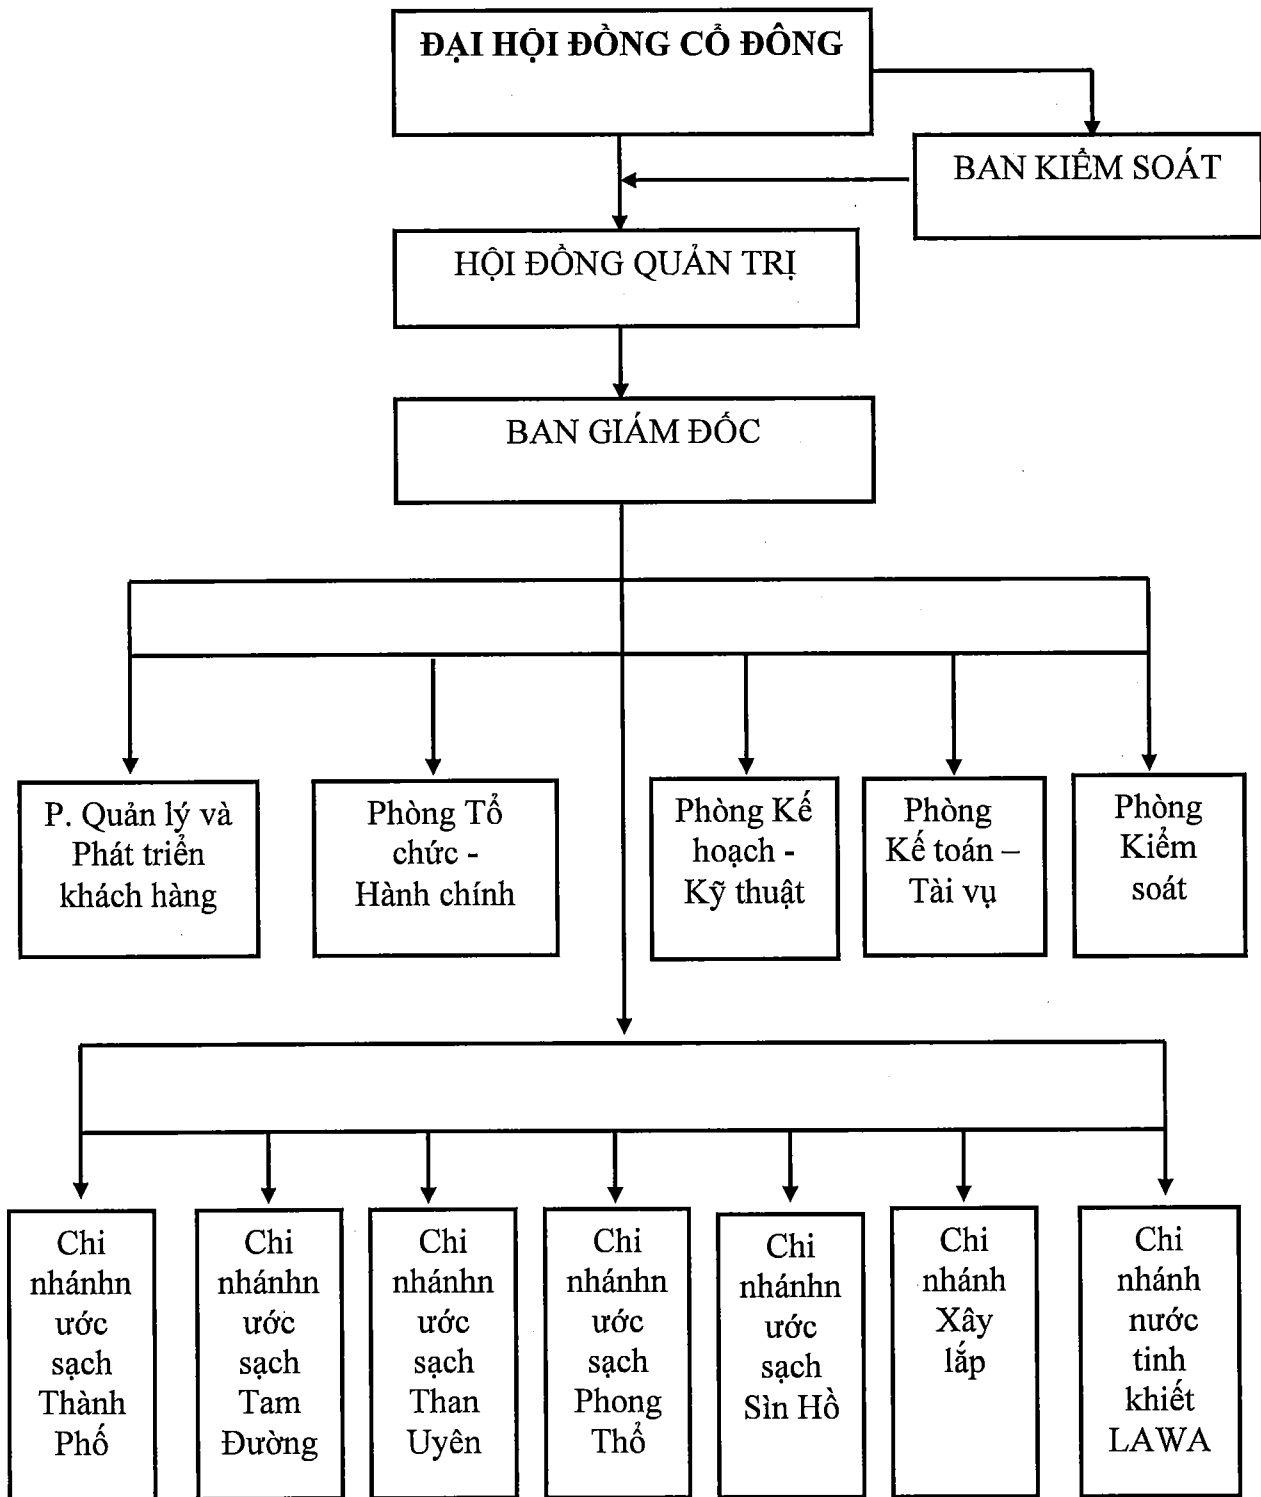 ĐẠI HỘI ĐỒNG CỔ ĐÔNG
BAN KIỂM SOÁT
HỘI ĐỒNG QUẢN TRỊ
BAN GIÁM ĐỐC
P. Quản lý và
Phát triển
khách hàng
Phòng Tổ
chức -
Hành chính
Phòng Kế
hoạch -
Kỹ thuật
Phòng
Kế toán –
Tài vụ
Phòng
Kiểm
soát
Chi
nhánhn
ước
sạch
Thành
Phố
Chi
nhánhn
ước
sạch
Tam
Đường
Chi
nhánhn
ước
sạch
Than
Uyên
Chi
nhánhn
ước
sạch
Phong
Thổ
Chi
nhánhn
ước
sạch
Sìn Hồ
Chi
nhánh
Xây
lắp
Chi
nhánh
nước
tinh
khiết
LAWA